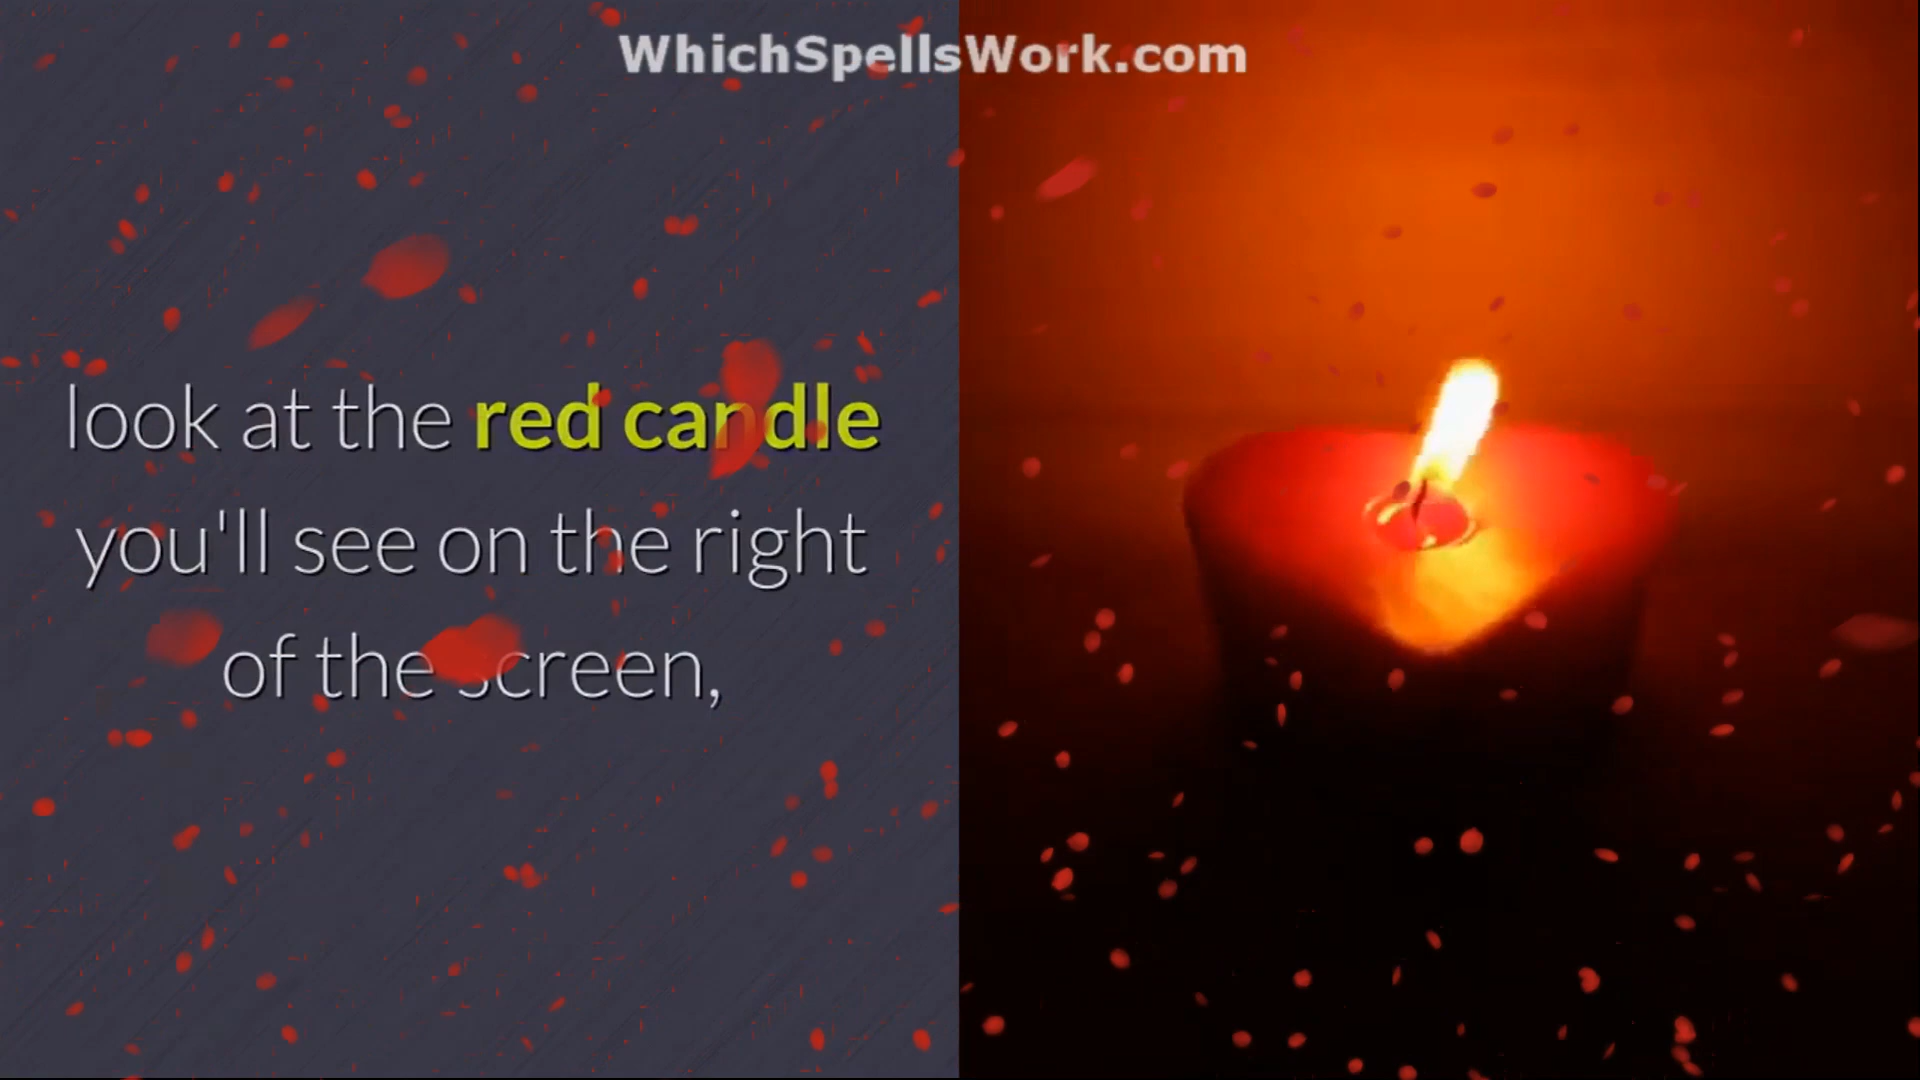 WhichSpellsWork.com
look at the red candle
you'll see on the right
of the screen,